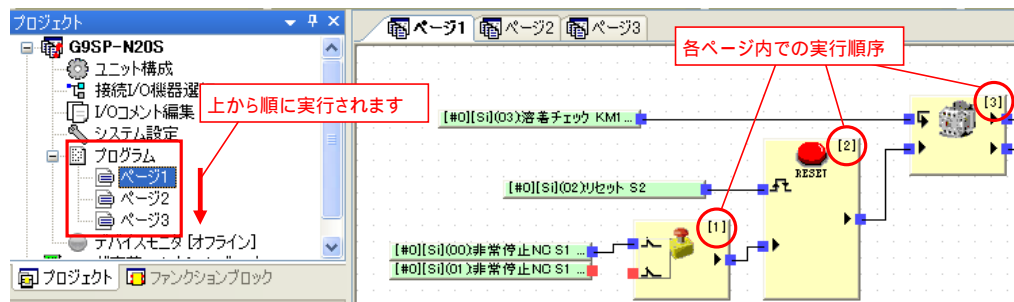 プロジェクト
G9SP-N20S
ユニット構成
接続I/O機器選
I/Oコメント編集
システム設定
プログラム
ページ1
ページ2
ページ3
デバイスモニタ [オフライン]
プロジェクト
ファンクションブロック
上から順に実行されます
ページ1
ページ2
ページ3
各ページ内での実行順序
[#0][Si](03):溶着チェック KM1...
[3]
[#0][Si](02):リセット S2
[2]
RESET
[#0][Si](00):非常停止NC S1 ...
[#0][Si](01):非常停止NC S1 ...
[1]